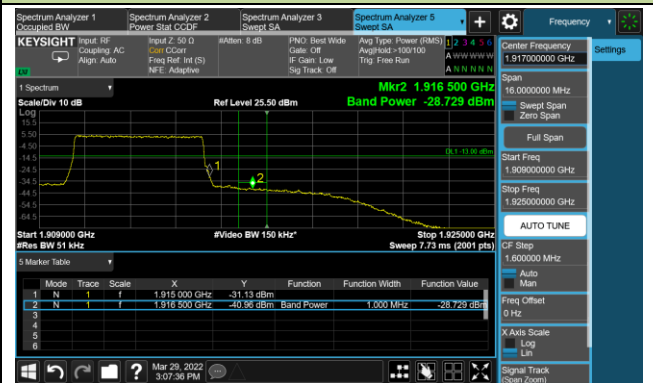 Spectrum Analyzer 1
Occupied BW
Spectrum Analyzer 2
Power Stat CCDF
Spectrum Analyzer 3
Swept SA
Spectrum Analyzer 5
Swept SA
+
Frequency
KEYSIGHT
Input: RF
Coupling: AC
Align: Auto
Input Z: 50 Ω
Corr CCorr
Freq Ref: Int (S)
NFE: Adaptive
#Atten: 8 dB
PNO: Best Wide
Gate: Off
IF Gain: Low
Sig Track: Off
Avg Type: Power (RMS)
Avg|Hold:>100/100
Trig: Free Run
1 2 3 4 5 6
A W W W W W
A N N N N N
1 Spectrum
Scale/Div 10 dB
Ref Level 25.50 dBm
Mkr2 1.916 500 GHz
Band Power -28.729 dBm
Log
15.5
5.50
-4.50
-14.5
-24.5
-34.5
-44.5
-54.5
-64.5
DL1 -13.00 dBm
1
2
Start 1.909000 GHz
#Res BW 51 kHz
#Video BW 150 kHz*
Stop 1.925000 GHz
Sweep 7.73 ms (2001 pts)
5 Marker Table
Mode Trace Scale X Y Function Function Width Function Value
1 N 1 f 1.915 000 GHz -31.13 dBm
2 N 1 f 1.916 500 GHz -40.96 dBm Band Power 1.000 MHz -28.729 dBm
3
4
5
6
Mar 29, 2022
3:07:36 PM
Center Frequency
1.917000000 GHz
Settings
Span
16.0000000 MHz
Swept Span
Zero Span
Full Span
Start Freq
1.909000000 GHz
Stop Freq
1.925000000 GHz
AUTO TUNE
CF Step
1.600000 MHz
Auto
Man
Freq Offset
0 Hz
X Axis Scale
Log
Lin
Signal Track
(Span Zoom)